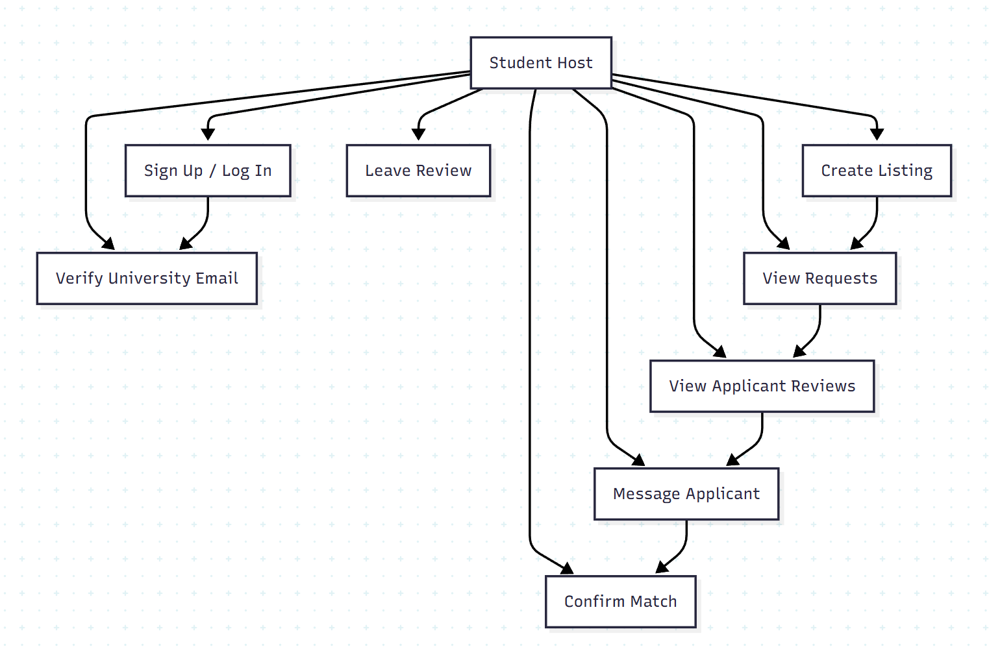 Student Host
Sign Up / Log In
Leave Review
Create Listing
Verify University Email
View Requests
View Applicant Reviews
Message Applicant
Confirm Match